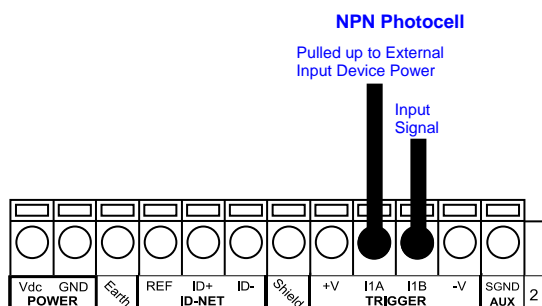 NPN Photocell
Pulled up to External
Input Device Power
Input
Signal
Vdc GND Earth REF ID+ ID- Shield +V I1A I1B -V SGND 2
POWER ID-NET TRIGGER AUX